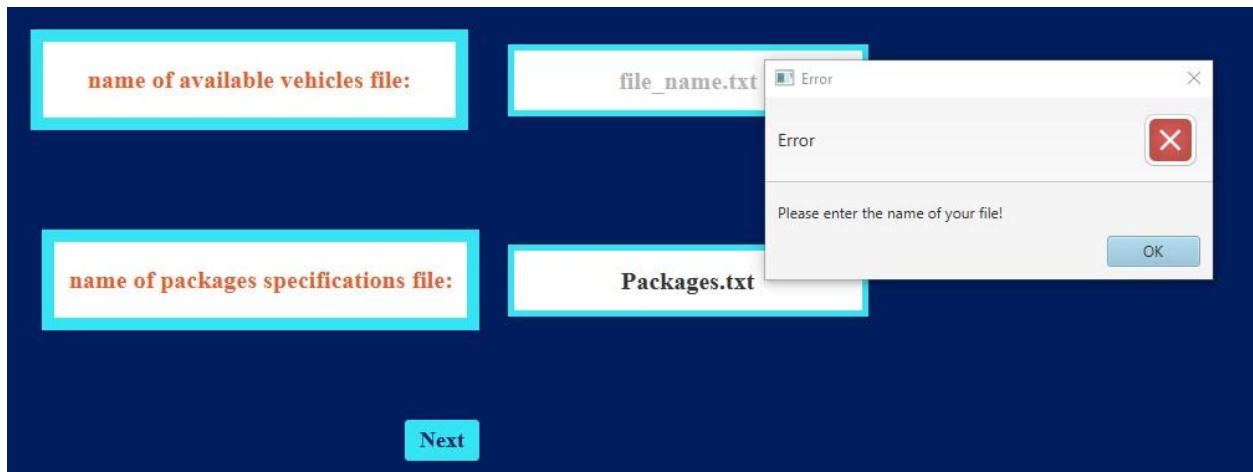 name of available vehicles file:
file_name.txt
Error
Error
Please enter the name of your file!
OK
name of packages specifications file:
Packages.txt
Next